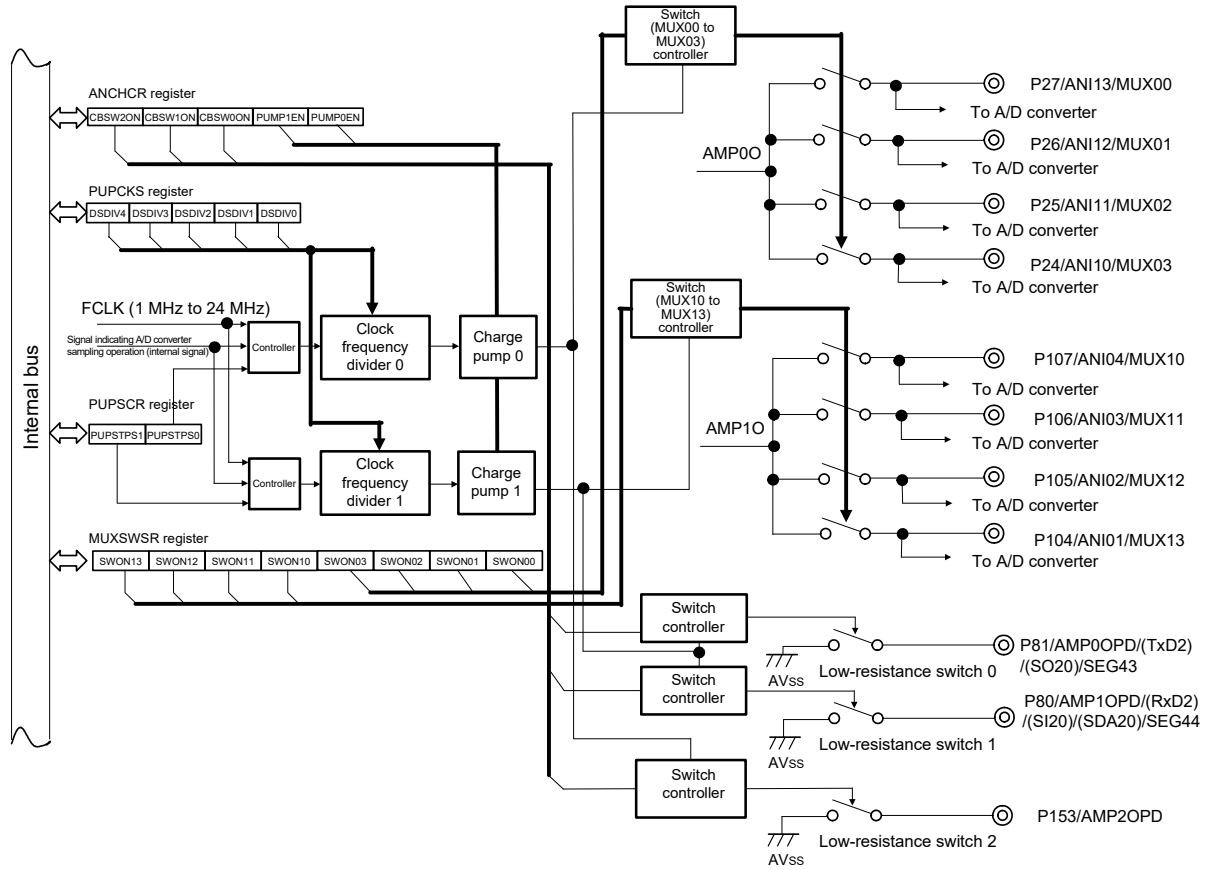 Switch
(MUX00 to
MUX03)
controller
ANCHCR register
CBSW2ON CBSW1ON CBSW0ON PUMP1EN PUMP0EN
PUPCKS register
DSDIV4 DSDIV3 DSDIV2 DSDIV1 DSDIV0
FCLK (1 MHz to 24 MHz)
Signal indicating A/D converter
sampling operation (internal signal)
Controller
Clock
frequency
divider 0
Charge
pump 0
Internal bus
PUPSCR register
PUPSTPS1 PUPSTPS0
Controller
Clock
frequency
divider 1
Charge
pump 1
MUXSWSR register
SWON13 SWON12 SWON11 SWON10 SWON03 SWON02 SWON01 SWON00
AMP0O
P27/ANI13/MUX00
To A/D converter
P26/ANI12/MUX01
To A/D converter
P25/ANI11/MUX02
To A/D converter
P24/ANI10/MUX03
To A/D converter
Switch
(MUX10 to
MUX13)
controller
AMP1O
P107/ANI04/MUX10
To A/D converter
P106/ANI03/MUX11
To A/D converter
P105/ANI02/MUX12
To A/D converter
P104/ANI01/MUX13
To A/D converter
Switch
controller
AVss
Low-resistance switch 0
P81/AMP0OPD/(TxD2)
/(SO20)/SEG43
Switch
controller
AVss
Low-resistance switch 1
P80/AMP1OPD/(RxD2)
/(SI20)/(SDA20)/SEG44
Switch
controller
AVss
Low-resistance switch 2
P153/AMP2OPD